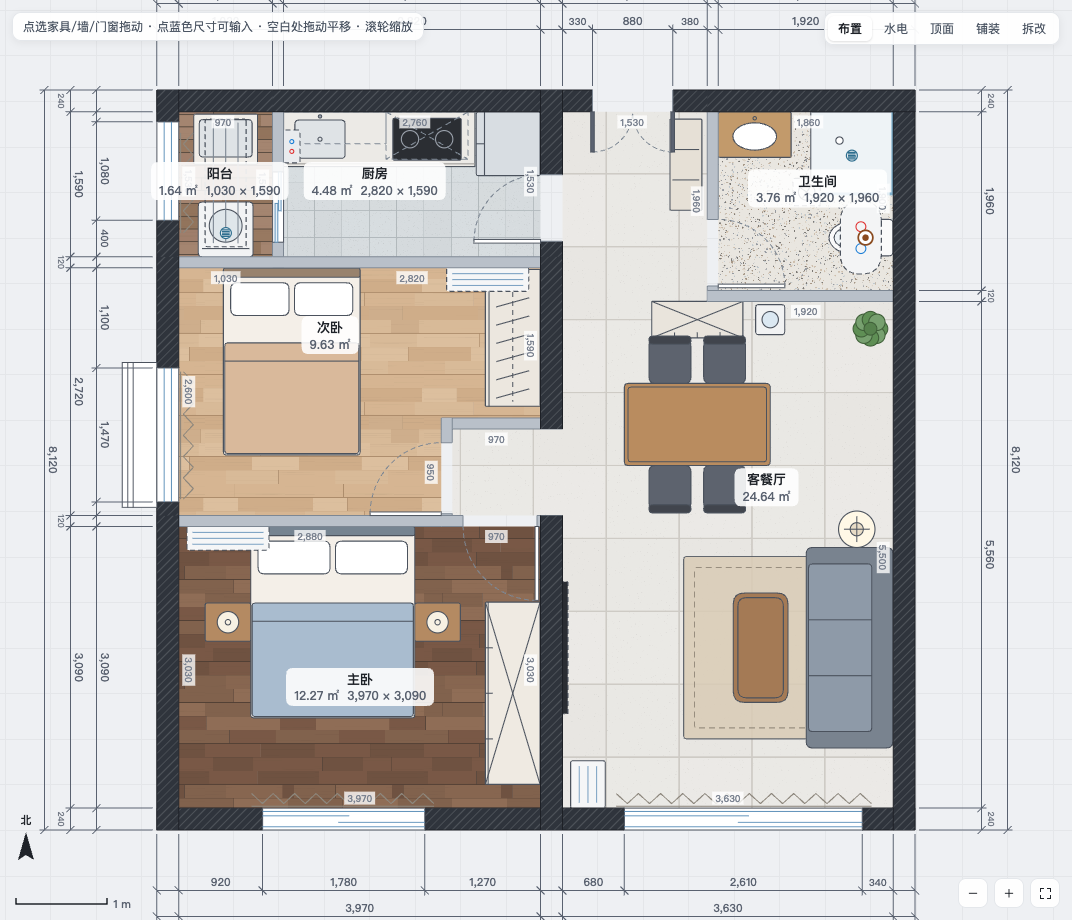 点选家具/墙/门窗拖动 · 点蓝色尺寸可输入 · 空白处拖动平移 · 滚轮缩放
布置
水电
顶面
铺装
拆改
330
880
380
1,920
240
240
1,080
1,590
400
120
1,100
2,720
1,470
8,120
120
3,090
3,090
240
970
2,760
1,530
1,860
阳台
1.64 ㎡ 1,030 × 1,590
厨房
4.48 ㎡ 2,820 × 1,590
1,530
1,960
卫生间
3.76 ㎡ 1,920 × 1,960
1,960
120
1,030
2,820
1,920
次卧
9.63 ㎡
1,590
2,600
970
950
客餐厅
24.64 ㎡
8,120
2,880
970
5,500
5,560
3,030
3,030
主卧
12.27 ㎡ 3,970 × 3,090
3,970
3,630
240
北
920
1,780
1,270
680
2,610
340
3,970
3,630
1 m